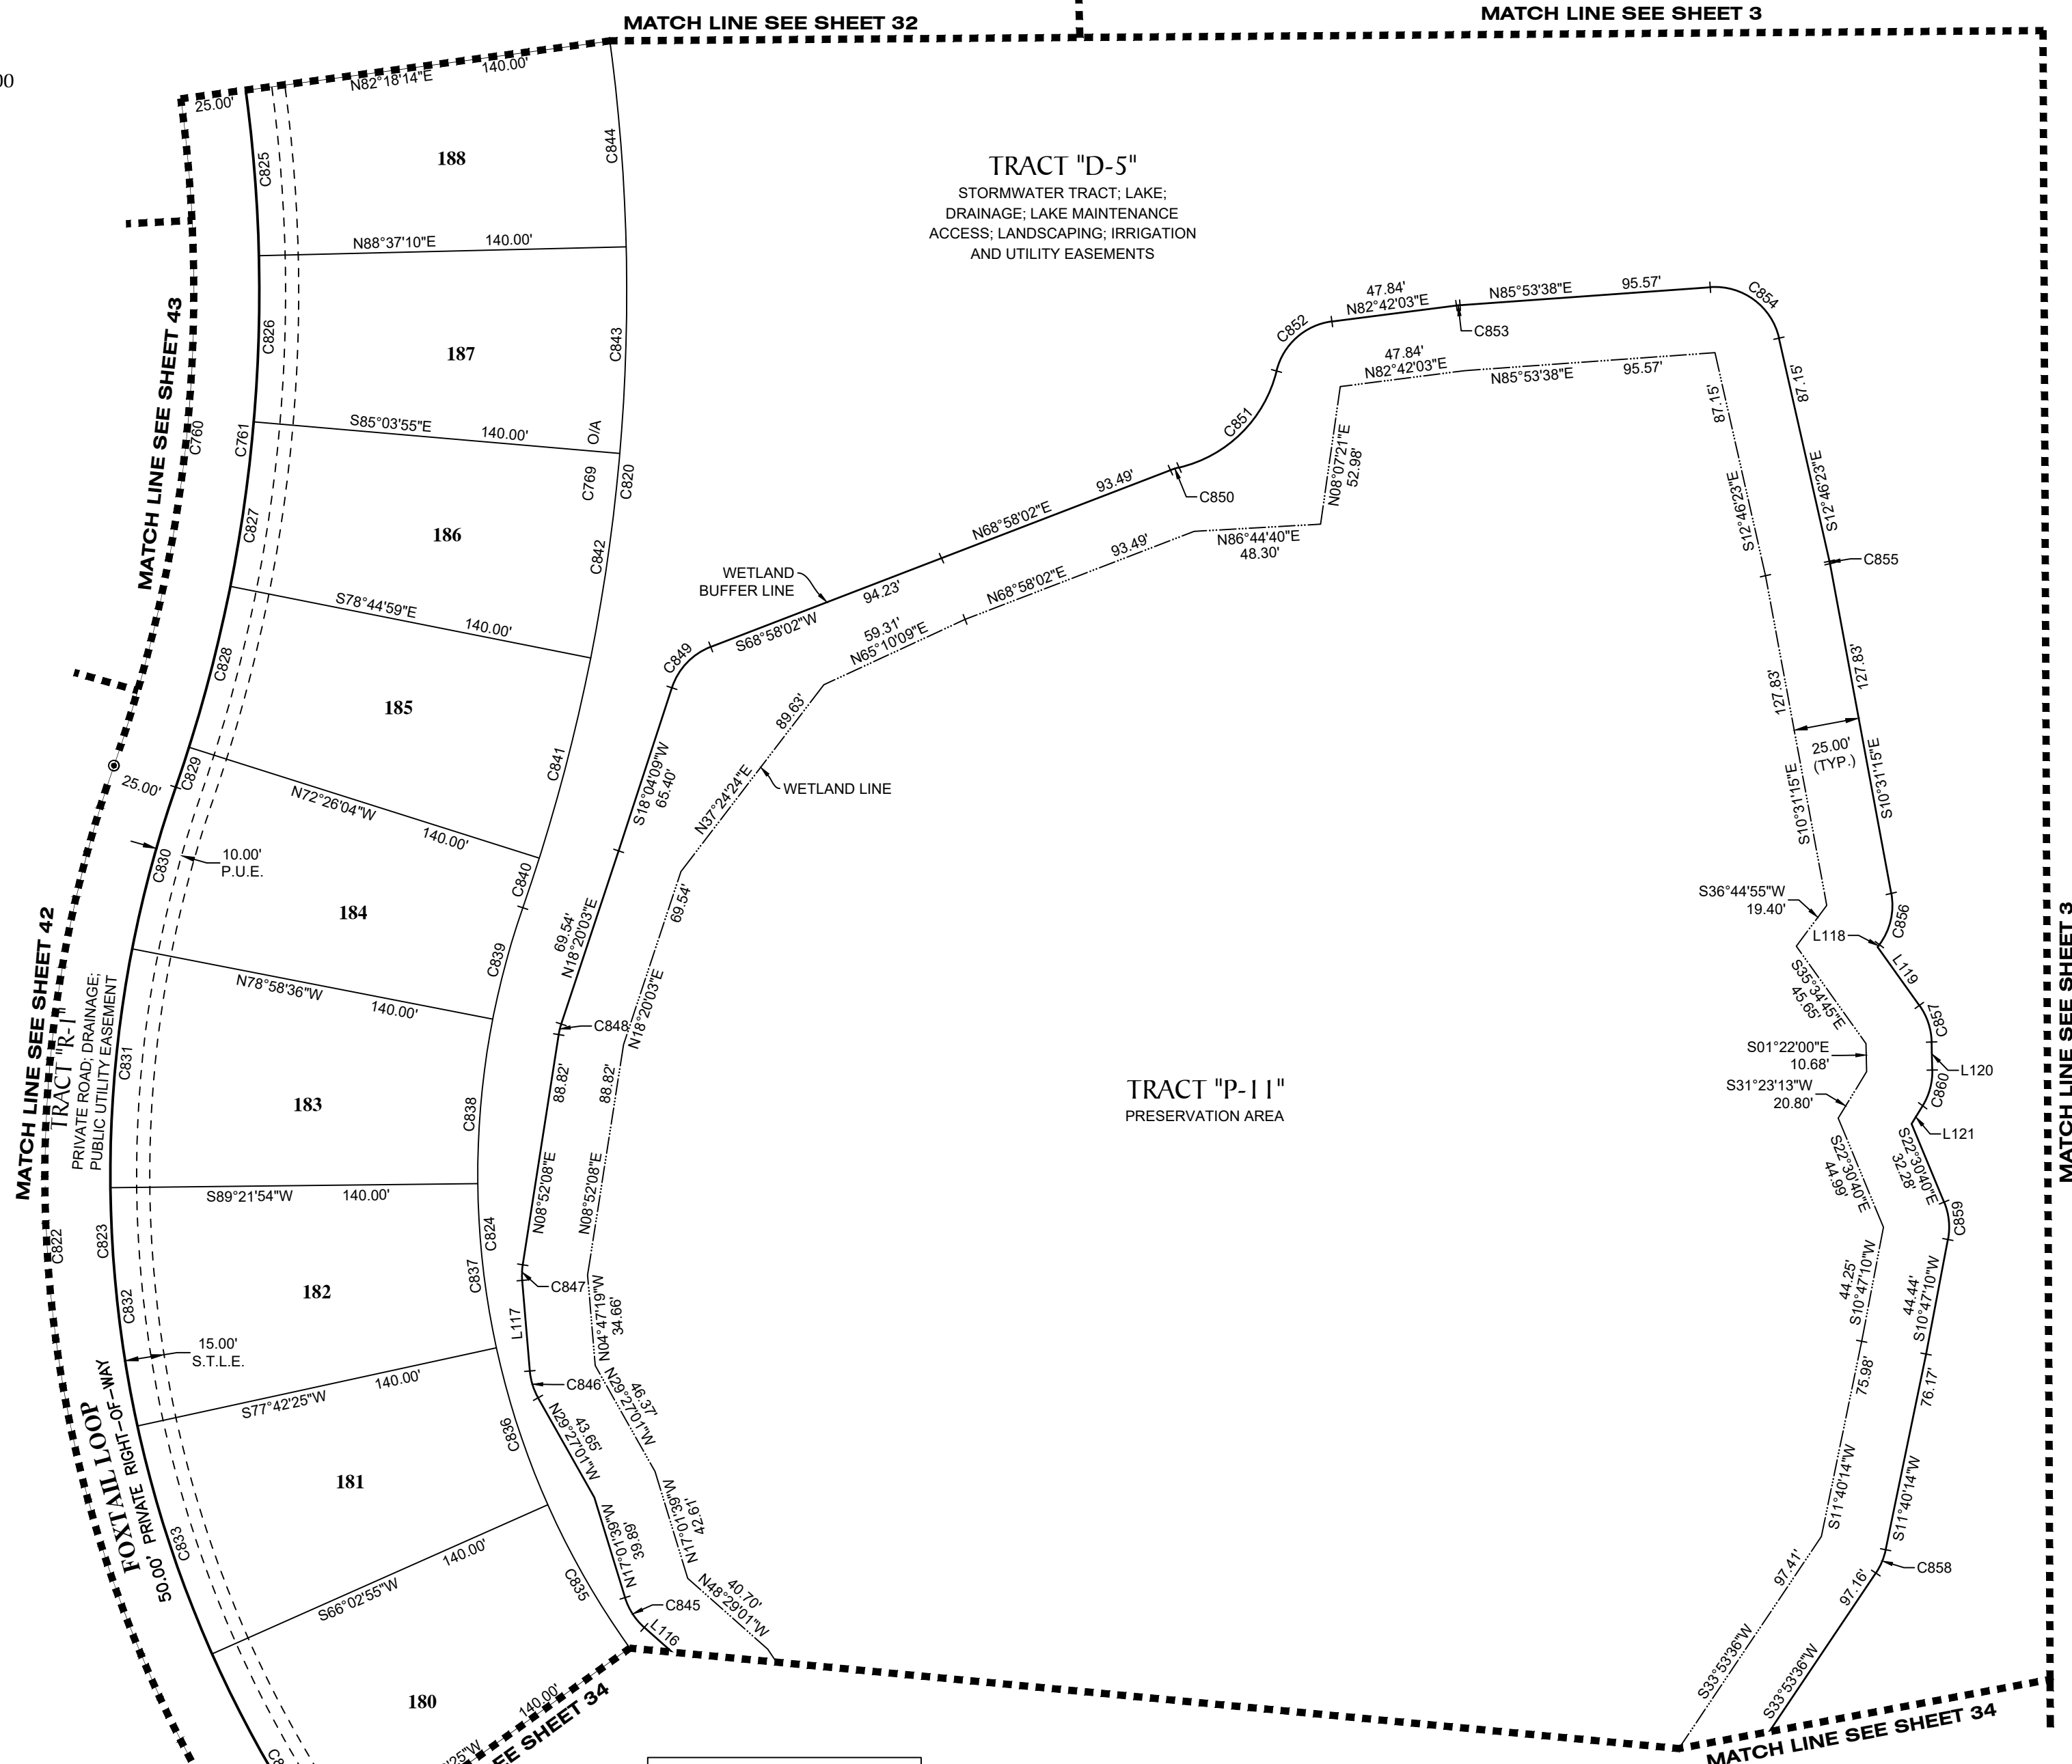 MATCH LINE SEE SHEET 32
MATCH LINE SEE SHEET 3
00
25.00'
N82°18'14"E
140.00'
C825
188
C844
TRACT "D-5"
STORMWATER TRACT; LAKE;
DRAINAGE; LAKE MAINTENANCE
ACCESS; LANDSCAPING; IRRIGATION
AND UTILITY EASEMENTS
N88°37'10"E
140.00'
MATCH LINE SEE SHEET 43
C826
187
C843
C760
C761
S85°03'55"E
140.00'
O/A
C769
C820
C827
186
C842
S78°44'59"E
140.00'
C828
185
C841
C829
25.00'
N72°26'04"W
140.00'
C830
10.00'
P.U.E.
C840
184
C839
N78°58'36"W
140.00'
MATCH LINE SEE SHEET 42
TRACT "R-1"
PRIVATE ROAD; DRAINAGE;
PUBLIC UTILITY EASEMENT
C831
183
C838
S89°21'54"W
140.00'
C822
C823
C824
C832
182
C837
15.00'
S.T.L.E.
S77°42'25"W
140.00'
FOXTAIL LOOP
50.00' PRIVATE RIGHT-OF-WAY
C833
181
C836
S66°02'55"W
140.00'
C835
180
140.00'
25"W
EE SHEET 34
C8
WETLAND
BUFFER LINE
C849
S68°58'02"W
94.23'
N68°58'02"E
93.49'
C850
C851
C852
47.84'
N82°42'03"E
C853
N85°53'38"E
95.57'
C854
47.84'
N82°42'03"E
N85°53'38"E
95.57'
N08°07'21"E
52.98'
N86°44'40"E
48.30'
93.49'
N68°58'02"E
59.31'
N65°10'09"E
89.63'
N37°24'24"E
WETLAND LINE
S18°04'09"W
65.40'
69.54'
N18°20'03"E
69.54'
N18°20'03"E
C848
88.82'
N08°52'08"E
88.82'
N08°52'08"E
C847
L117
N04°47'19"W
34.66'
C846
46.37'
N29°27'01"W
43.65'
N29°27'01"W
N17°01'39"W
42.61'
N17°01'39"W
39.89'
40.70'
N48°29'01"W
C845
L116
87.15'
S12°46'23"E
87.15'
S12°46'23"E
C855
127.83'
S10°31'15"E
127.83'
S10°31'15"E
25.00'
(TYP.)
S36°44'55"W
19.40'
C856
L118
L119
S35°34'45"E
45.65'
C857
S01°22'00"E
10.68'
L120
S31°23'13"W
20.80'
C860
L121
S22°30'40"E
44.99'
S22°30'40"E
32.28'
C859
44.25'
S10°47'10"W
44.44'
S10°47'10"W
75.98'
S11°40'14"W
76.17'
S11°40'14"W
C858
97.41'
S33°53'36"W
97.16'
S33°53'36"W
TRACT "P-11"
PRESERVATION AREA
MATCH LINE SEE SHEET 3
MATCH LINE SEE SHEET 34